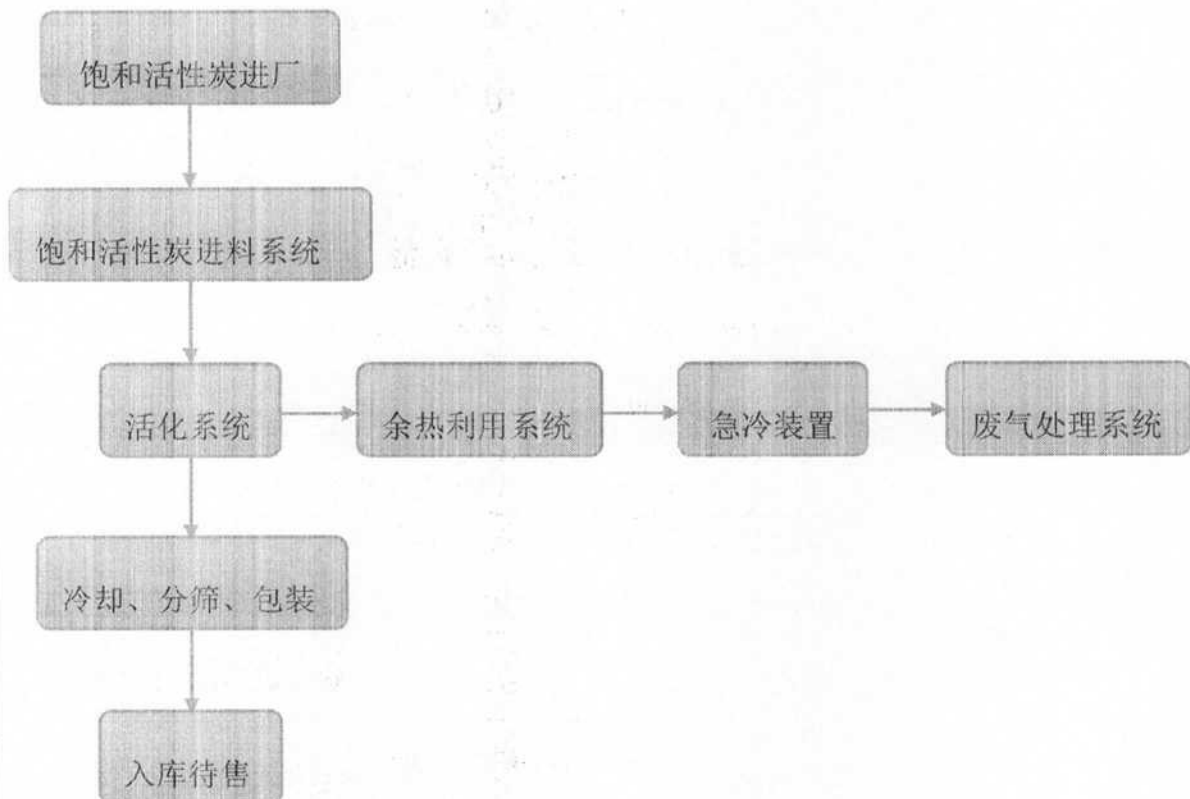 饱和活性炭进厂
饱和活性炭进料系统
活化系统
余热利用系统
急冷装置
废气处理系统
冷却、分筛、包装
入库待售